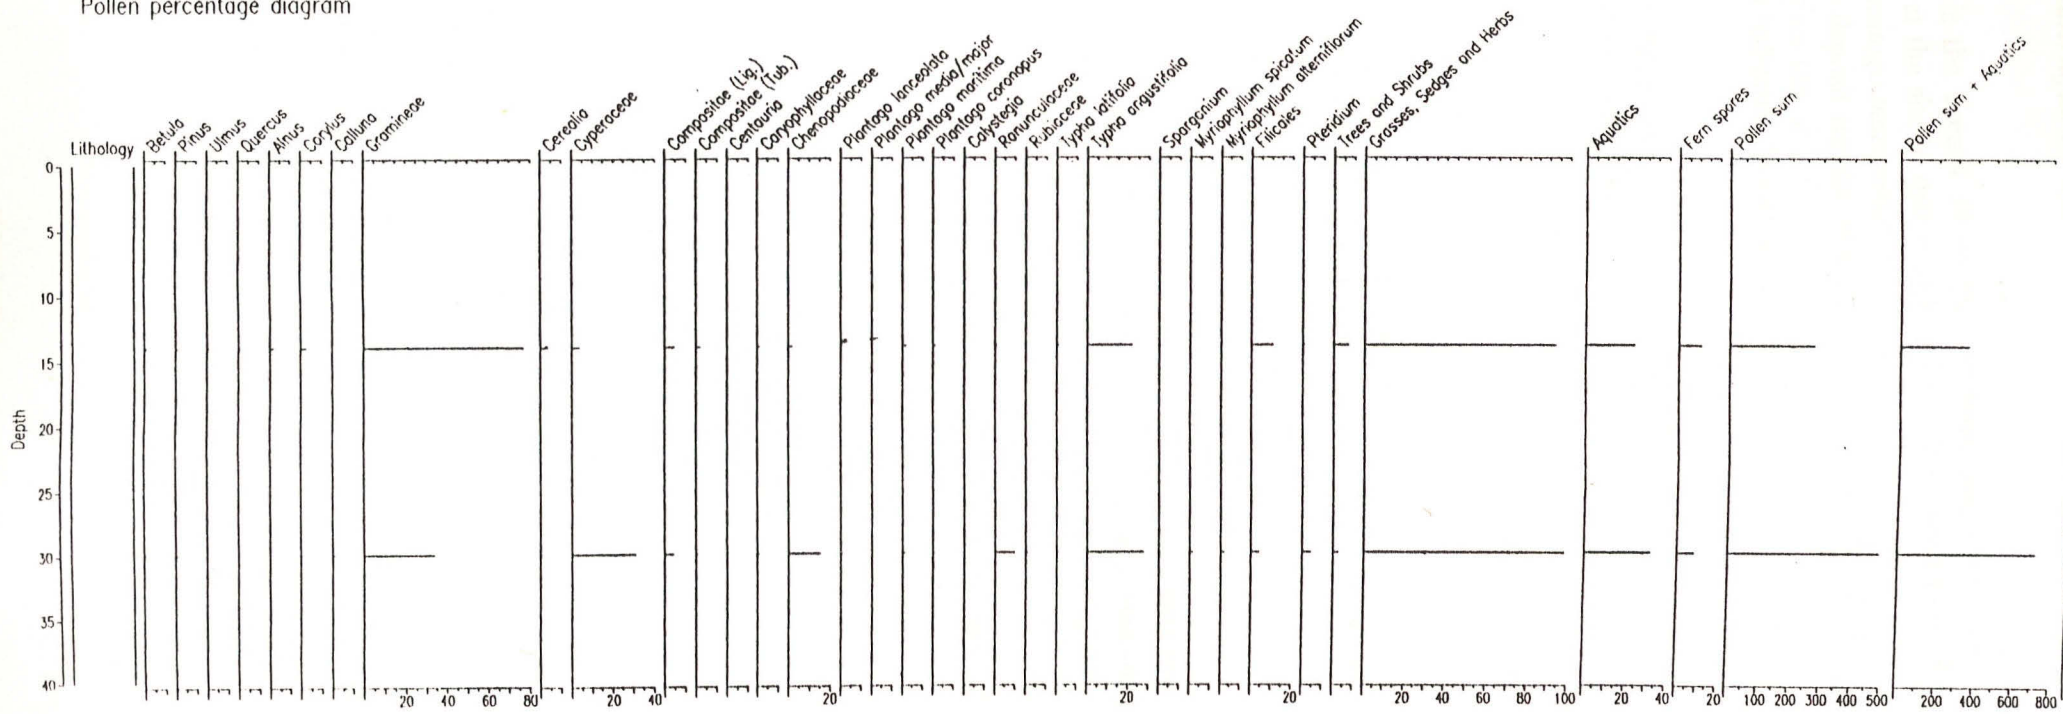 Pollen percentage diagram
Lithology
Betula
Pinus
Ulmus
Quercus
Alnus
Corylus
Calluna
Gramineae
Cerealia
Cyperaceae
Compositae (Lig.)
Compositae (Tub.)
Centauria
Caryophyllaceae
Chenopodiaceae
Plantago lanceolata
Plantago media/major
Plantago maritima
Plantago coronopus
Calystegia
Ranunculaceae
Rubiaceae
Typha latifolia
Typha angustifolia
Sparganium
Myriophyllum spicatum
Myriophyllum alterniflorum
Filicales
Pteridium
Trees and Shrubs
Grasses, Sedges and Herbs
Aquatics
Fern spores
Pollen sum
Pollen sum + Aquatics
0
5
10
15
20
25
30
35
40
Depth
20 40 60 80
20 40
20
20
20
20 40 60 80 100
20 40
20
100 200 300 400 500
200 400 600 800